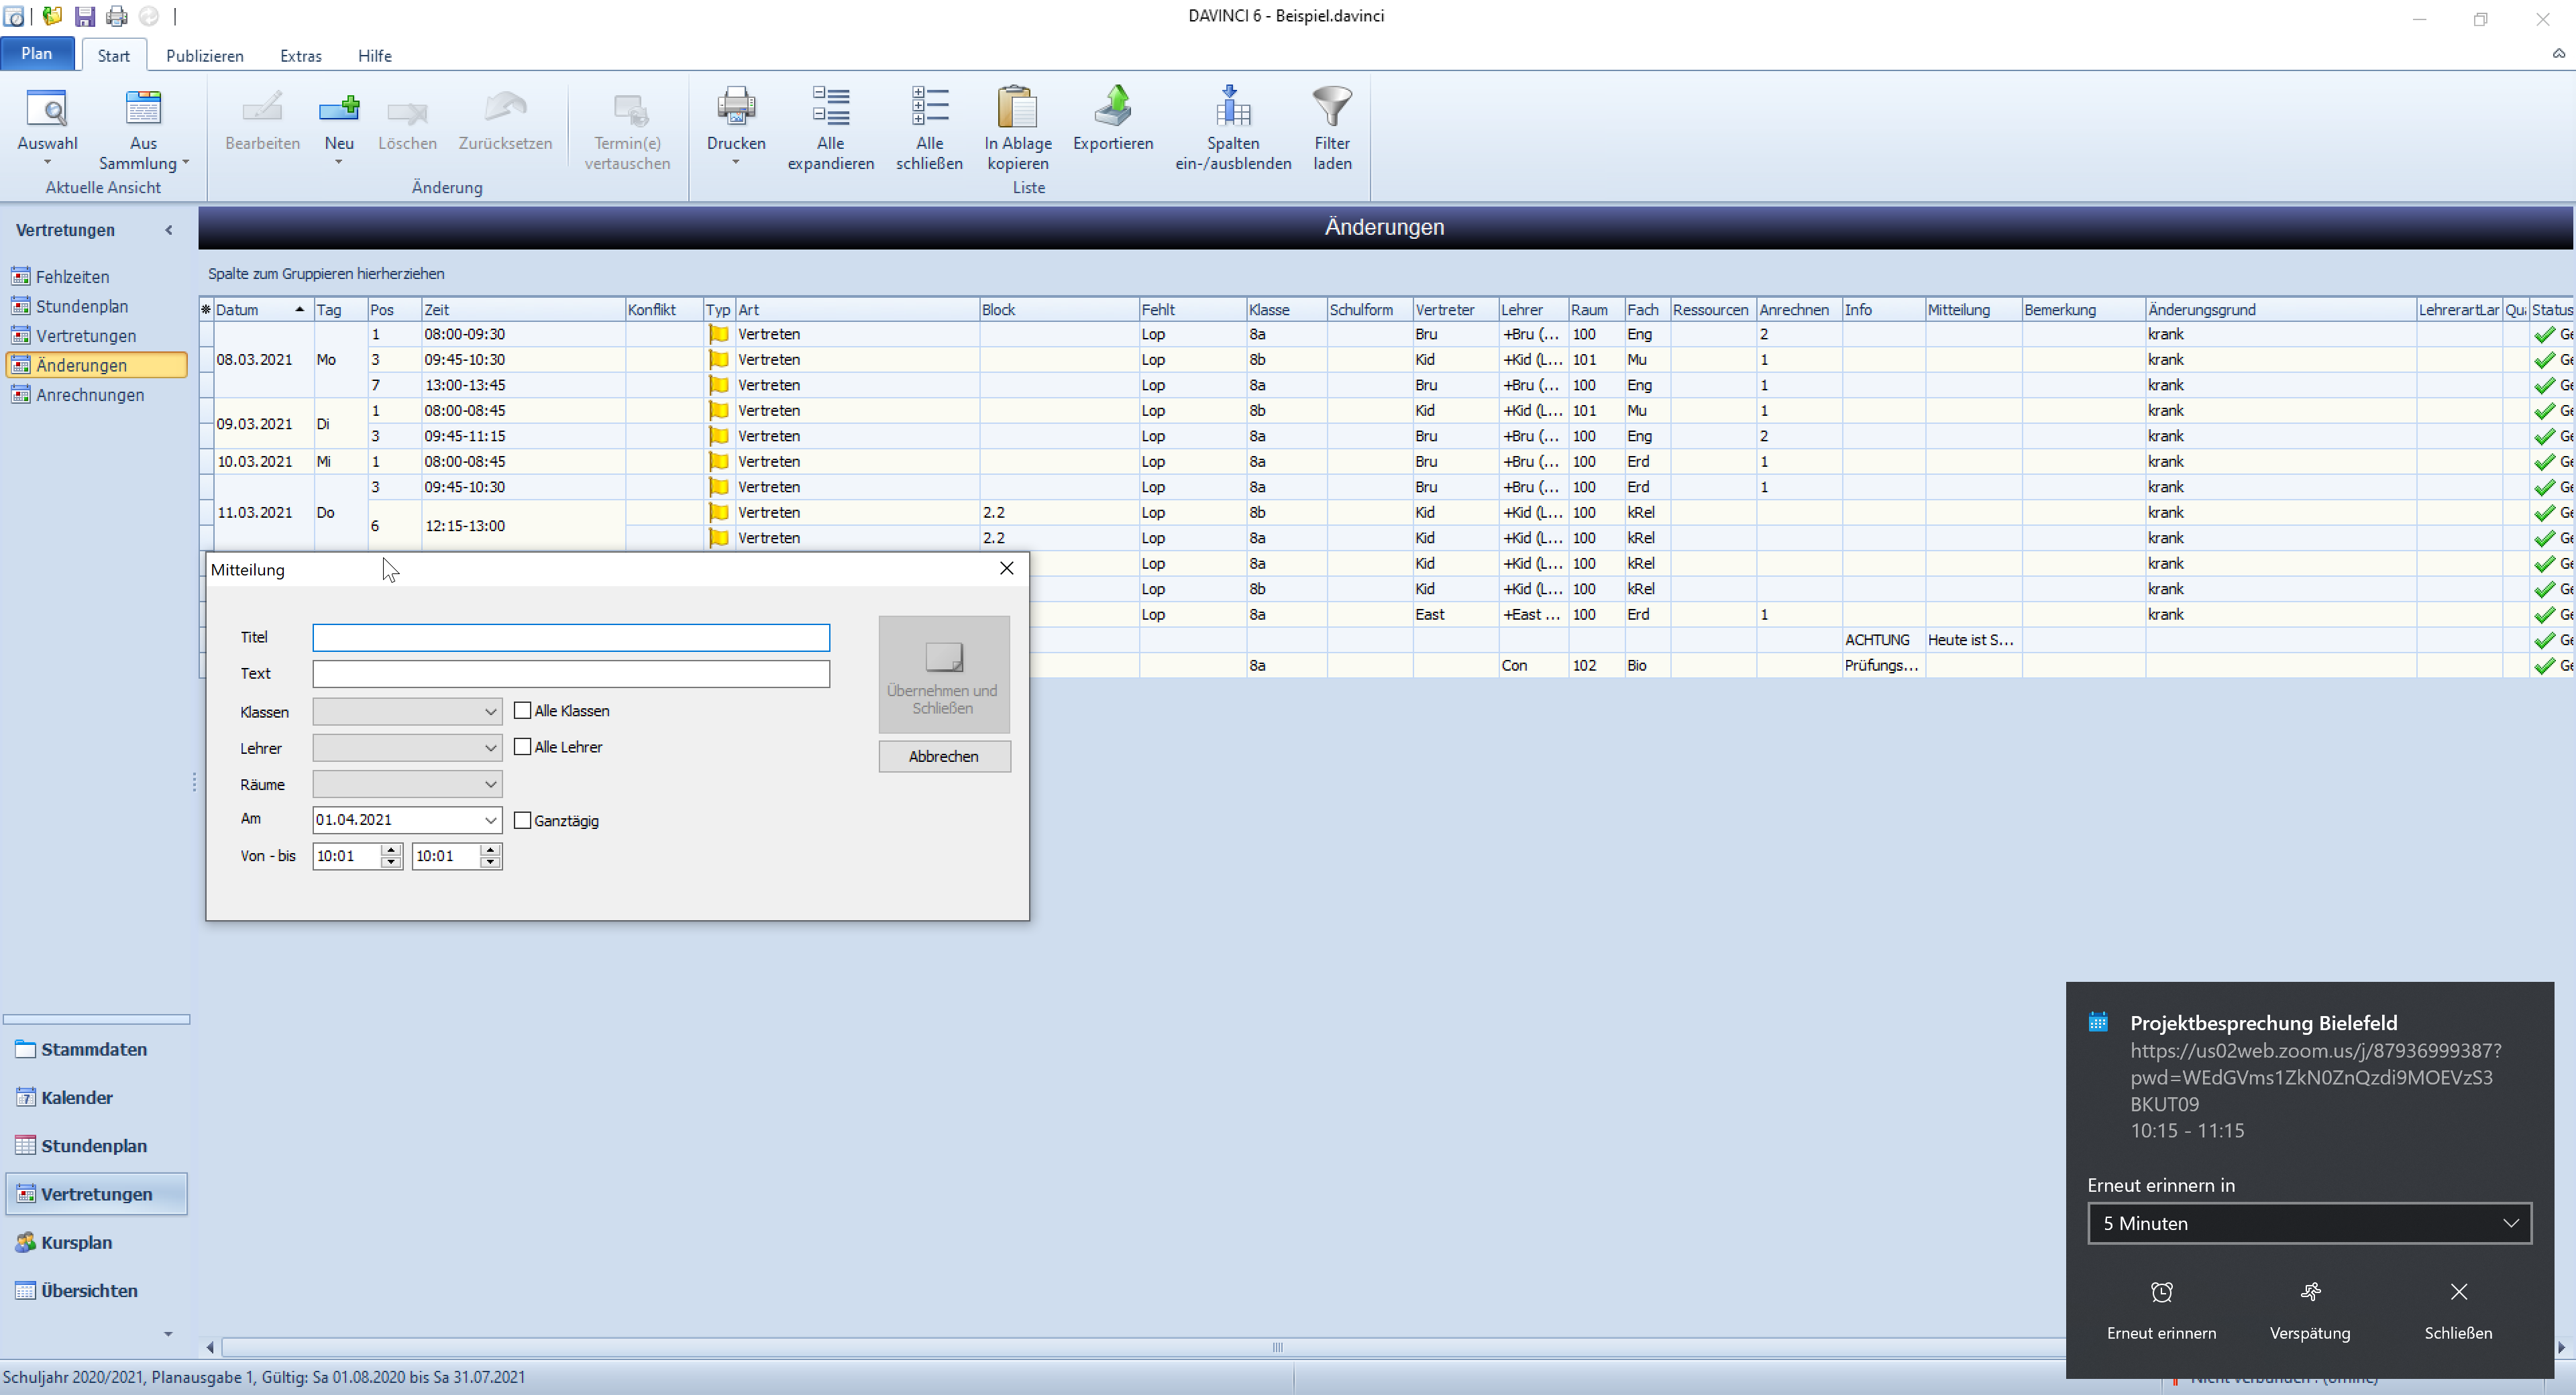 DAVINCI 6 - Beispiel.davinci
Plan Start Publizieren Extras Hilfe
Auswahl Aus Sammlung Bearbeiten Neu Löschen Zurücksetzen Termin(e) vertauschen Drucken Alle expandieren Alle schließen In Ablage kopieren Exportieren Spalten ein-/ausblenden Filter laden
Aktuelle Ansicht Änderung Liste
Vertretungen
Fehlzeiten
Stundenplan
Vertretungen
Änderungen
Anrechnungen
Änderungen
Spalte zum Gruppieren hierherziehen
Datum Tag Pos Zeit Konflikt Typ Art Block Fehlt Klasse Schulform Vertreter Lehrer Raum Fach Ressourcen Anrechnen Info Mitteilung Bemerkung Änderungsgrund LehrerartLar Qu Status
08.03.2021 Mo 1 08:00-09:30 Vertreten Lop 8a Bru +Bru (... 100 Eng 2 krank Ge
3 09:45-10:30 Vertreten Lop 8b Kid +Kid (L... 101 Mu 1 krank Ge
7 13:00-13:45 Vertreten Lop 8a Bru +Bru (... 100 Eng 1 krank Ge
09.03.2021 Di 1 08:00-08:45 Vertreten Lop 8b Kid +Kid (L... 101 Mu 1 krank Ge
3 09:45-11:15 Vertreten Lop 8a Bru +Bru (... 100 Eng 2 krank Ge
10.03.2021 Mi 1 08:00-08:45 Vertreten Lop 8a Bru +Bru (... 100 Erd 1 krank Ge
11.03.2021 Do 3 09:45-10:30 Vertreten Lop 8a Bru +Bru (... 100 Erd 1 krank Ge
6 12:15-13:00 Vertreten 2.2 Lop 8b Kid +Kid (L... 100 kRel krank Ge
Vertreten 2.2 Lop 8a Kid +Kid (L... 100 kRel krank Ge
Lop 8a Kid +Kid (L... 100 kRel krank Ge
Lop 8b Kid +Kid (L... 100 kRel krank Ge
Lop 8a East +East ... 100 Erd 1 krank Ge
ACHTUNG Heute ist S... Ge
8a Con 102 Bio Prüfungs... Ge
Mitteilung
Titel
Text
Klassen Alle Klassen
Lehrer Alle Lehrer
Räume
Am 01.04.2021 Ganztägig
Von - bis 10:01 10:01
Übernehmen und
Schließen
Abbrechen
Stammdaten
Kalender
Stundenplan
Vertretungen
Kursplan
Übersichten
Projektbesprechung Bielefeld
https://us02web.zoom.us/j/87936999387?
pwd=WEdGVms1ZkN0ZnQzdi9MOEVzS3
BKUT09
10:15 - 11:15
Erneut erinnern in
5 Minuten
Erneut erinnern Verspätung Schließen
Schuljahr 2020/2021, Planausgabe 1, Gültig: Sa 01.08.2020 bis Sa 31.07.2021